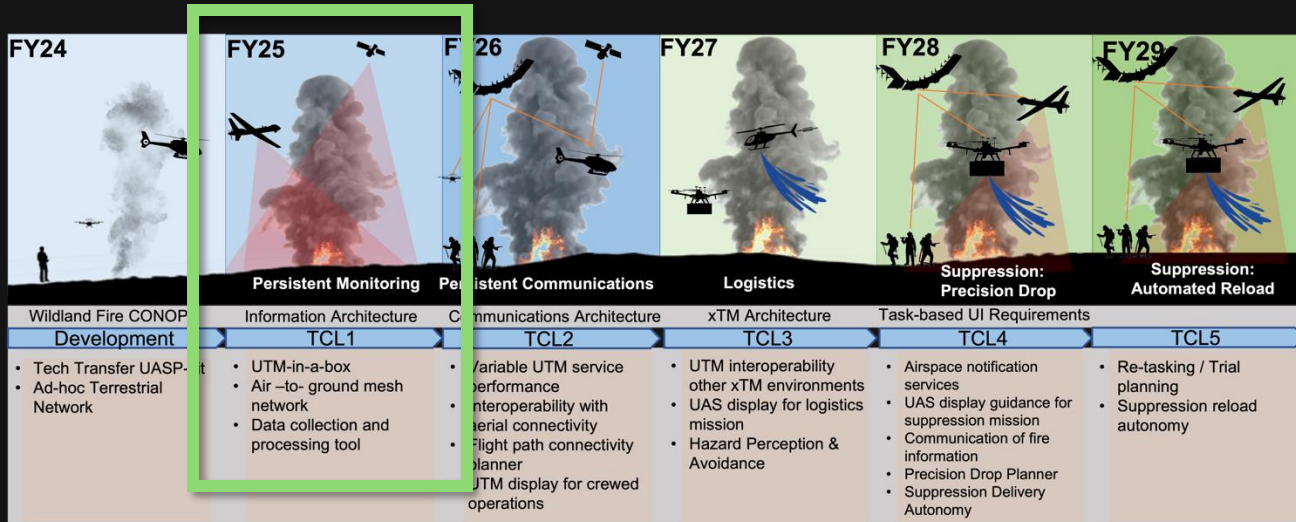 FY24
FY25
FY26
FY27
FY28
FY29
Persistent Monitoring
Persistent Communications
Logistics
Suppression:
Precision Drop
Suppression:
Automated Reload
Wildland Fire CONOP
Information Architecture
Architecture
xTM Architecture
Task-based UI Requirements
Development
TCL1
TCL2
TCL3
TCL4
TCL5
• Tech Transfer
• Ad-hoc Terrestrial
Network
• UTM-in-a-box
• Air –to- ground mesh
network
• Data collection and
processing tool
Variable UTM service
performance
Interoperability with
aerial connectivity
Flight path connectivity
planner
UTM display for crewed
operations
• UTM interoperability
other xTM environments
• UAS display for logistics
mission
• Hazard Perception &
Avoidance
• Airspace notification
services
• UAS display guidance for
suppression mission
• Communication of fire
information
• Precision Drop Planner
• Suppression Delivery
Autonomy
• Re-tasking / Trial
planning
• Suppression reload
autonomy